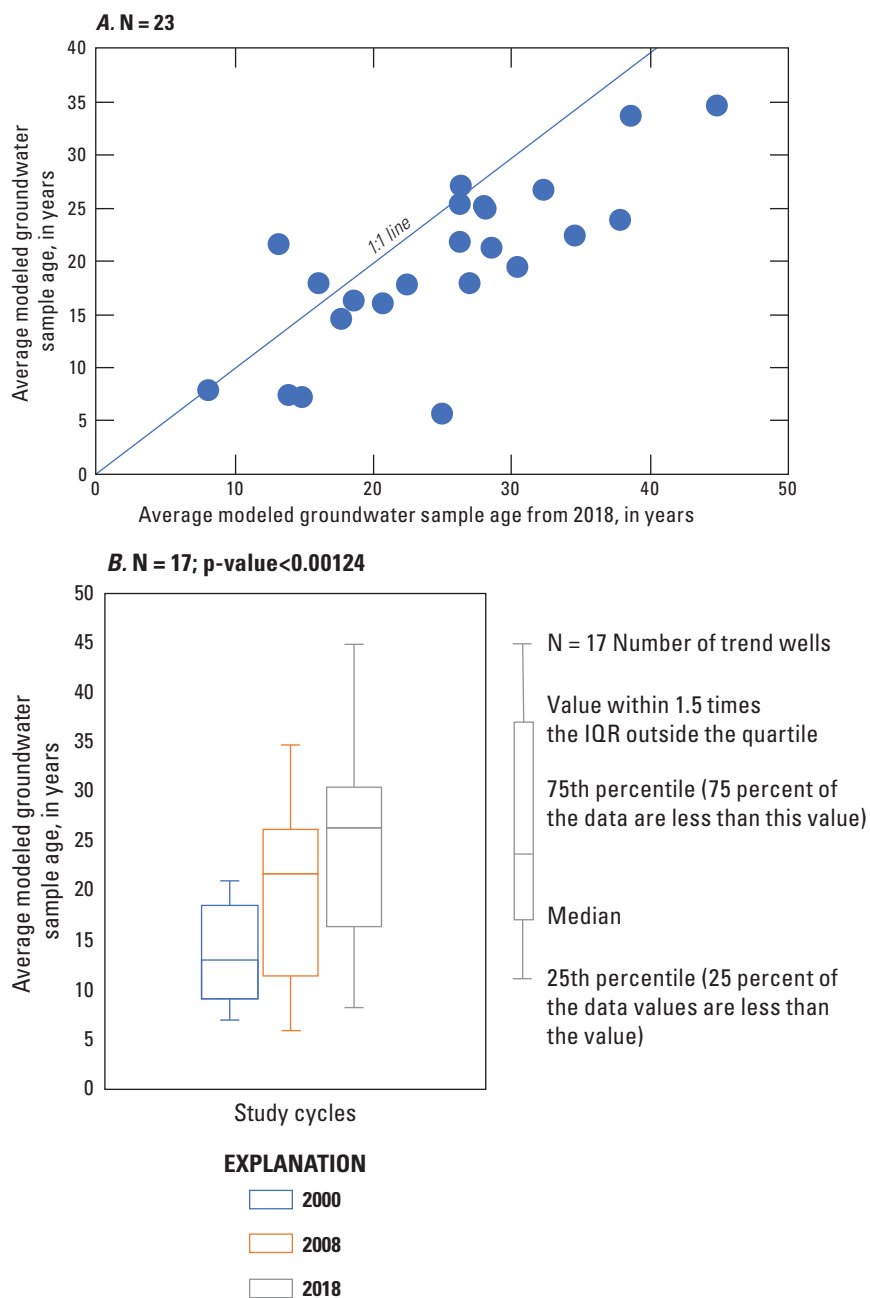 A. N = 23
Average modeled groundwater
sample age, in years
40
35
30
25
20
15
10
5
0
1:1 line
0 10 20 30 40 50
Average modeled groundwater sample age from 2018, in years
B. N = 17; p-value<0.00124
Average modeled groundwater
sample age, in years
50
45
40
35
30
25
20
15
10
5
0
Study cycles
N = 17 Number of trend wells
Value within 1.5 times
the IQR outside the quartile
75th percentile (75 percent of
the data are less than this value)
Median
25th percentile (25 percent of
the data values are less than
the value)
EXPLANATION
2000
2008
2018